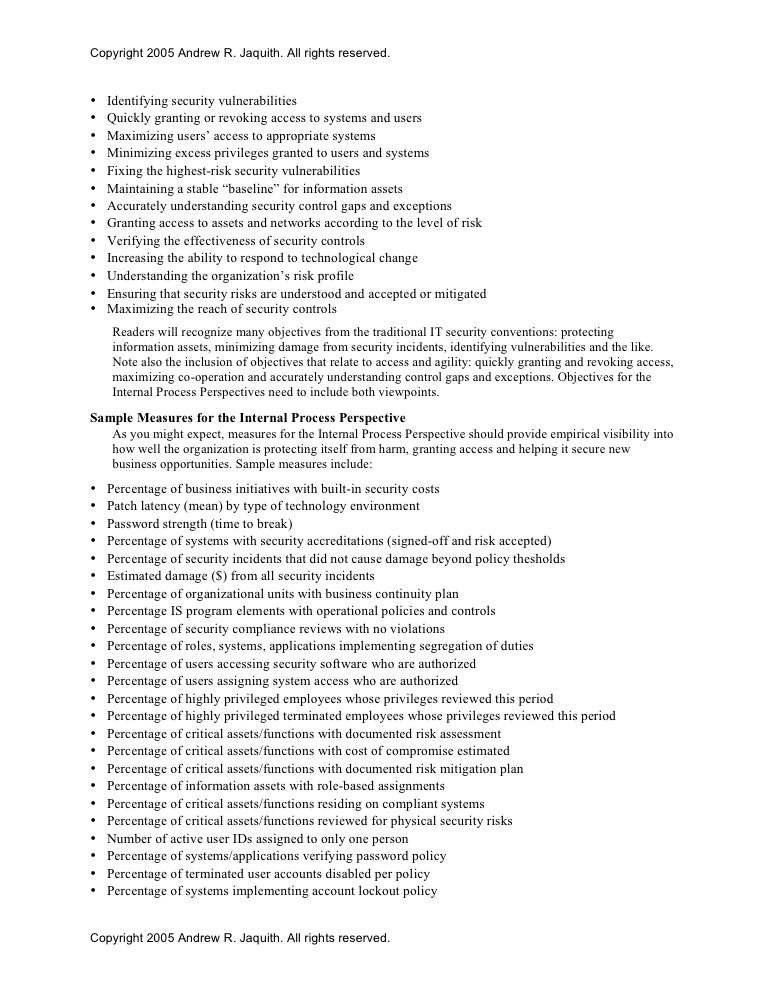 Copyright 2005 Andrew R. Jaquith. All rights reserved.
• Identifying security vulnerabilities
• Quickly granting or revoking access to systems and users
• Maximizing users’ access to appropriate systems
• Minimizing excess privileges granted to users and systems
• Fixing the highest-risk security vulnerabilities
• Maintaining a stable “baseline” for information assets
• Accurately understanding security control gaps and exceptions
• Granting access to assets and networks according to the level of risk
• Verifying the effectiveness of security controls
• Increasing the ability to respond to technological change
• Understanding the organization’s risk profile
• Ensuring that security risks are understood and accepted or mitigated
• Maximizing the reach of security controls
Readers will recognize many objectives from the traditional IT security conventions: protecting
information assets, minimizing damage from security incidents, identifying vulnerabilities and the like.
Note also the inclusion of objectives that relate to access and agility: quickly granting and revoking access,
maximizing co-operation and accurately understanding control gaps and exceptions. Objectives for the
Internal Process Perspectives need to include both viewpoints.
Sample Measures for the Internal Process Perspective
As you might expect, measures for the Internal Process Perspective should provide empirical visibility into
how well the organization is protecting itself from harm, granting access and helping it secure new
business opportunities. Sample measures include:
• Percentage of business initiatives with built-in security costs
• Patch latency (mean) by type of technology environment
• Password strength (time to break)
• Percentage of systems with security accreditations (signed-off and risk accepted)
• Percentage of security incidents that did not cause damage beyond policy thesholds
• Estimated damage ($) from all security incidents
• Percentage of organizational units with business continuity plan
• Percentage IS program elements with operational policies and controls
• Percentage of security compliance reviews with no violations
• Percentage of roles, systems, applications implementing segregation of duties
• Percentage of users accessing security software who are authorized
• Percentage of users assigning system access who are authorized
• Percentage of highly privileged employees whose privileges reviewed this period
• Percentage of highly privileged terminated employees whose privileges reviewed this period
• Percentage of critical assets/functions with documented risk assessment
• Percentage of critical assets/functions with cost of compromise estimated
• Percentage of critical assets/functions with documented risk mitigation plan
• Percentage of information assets with role-based assignments
• Percentage of critical assets/functions residing on compliant systems
• Percentage of critical assets/functions reviewed for physical security risks
• Number of active user IDs assigned to only one person
• Percentage of systems/applications verifying password policy
• Percentage of terminated user accounts disabled per policy
• Percentage of systems implementing account lockout policy
Copyright 2005 Andrew R. Jaquith. All rights reserved.